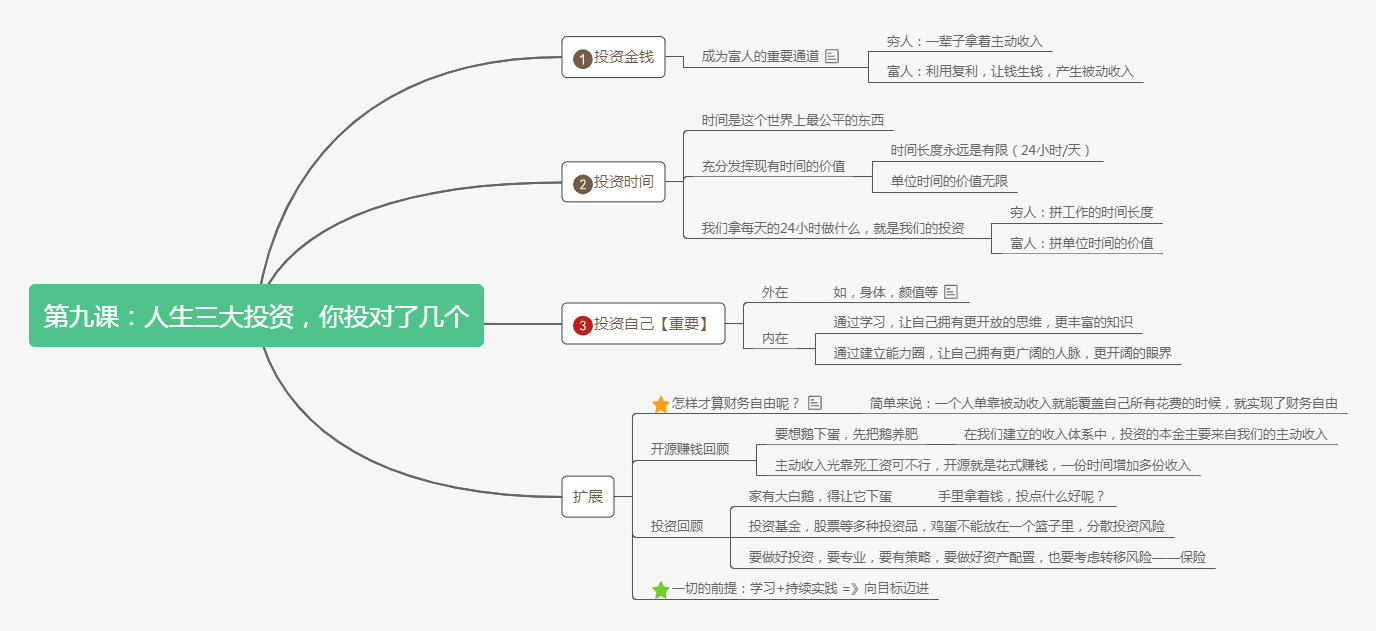 第九课：人生三大投资，你投对了几个
1投资金钱
成为富人的重要通道
穷人：一辈子拿着主动收入
富人：利用复利，让钱生钱，产生被动收入
2投资时间
时间是这个世界上最公平的东西
充分发挥现有时间的价值
时间长度永远是有限（24小时/天）
单位时间的价值无限
我们拿每天的24小时做什么，就是我们的投资
穷人：拼工作的时间长度
富人：拼单位时间的价值
3投资自己【重要】
外在
如，身体，颜值等
内在
通过学习，让自己拥有更开放的思维，更丰富的知识
通过建立能力圈，让自己拥有更广阔的人脉，更开阔的眼界
扩展
怎样才算财务自由呢？
简单来说：一个人单靠被动收入就能覆盖自己所有花费的时候，就实现了财务自由
开源赚钱回顾
要想鹅下蛋，先把鹅养肥
在我们建立的收入体系中，投资的本金主要来自我们的主动收入
主动收入光靠死工资可不行，开源就是花式赚钱，一份时间增加多份收入
投资回顾
家有大白鹅，得让它下蛋
手里拿着钱，投点什么好呢？
投资基金，股票等多种投资品，鸡蛋不能放在一个篮子里，分散投资风险
要做好投资，要专业，要有策略，要做好资产配置，也要考虑转移风险——保险
一切的前提：学习+持续实践 =》向目标迈进